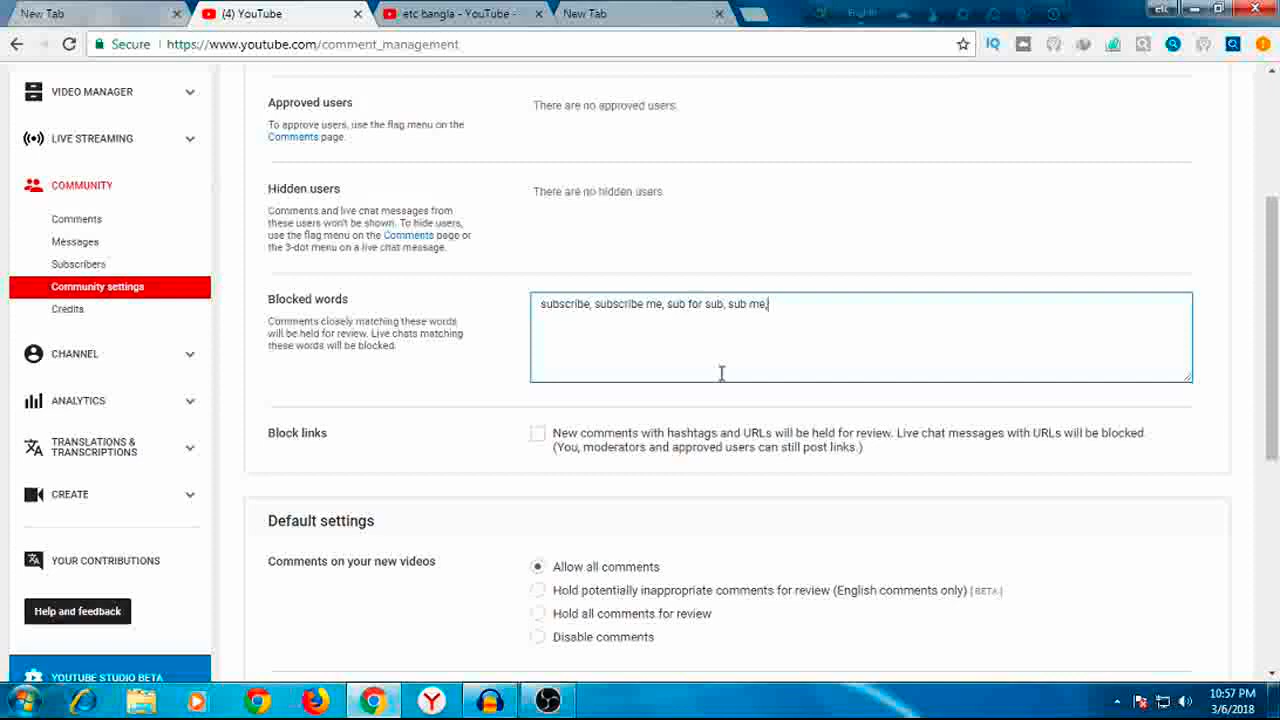 New Tab
(4) YouTube
etc bangla - YouTube -
New Tab
English
etc
Secure
https://www.youtube.com/comment_management
VIDEO MANAGER
LIVE STREAMING
COMMUNITY
Comments
Messages
Subscribers
Community settings
Credits
CHANNEL
ANALYTICS
TRANSLATIONS &
TRANSCRIPTIONS
CREATE
YOUR CONTRIBUTIONS
Help and feedback
YOUTUBE STUDIO BETA
Approved users
There are no approved users.
To approve users, use the flag menu on the
Comments page.
Hidden users
There are no hidden users.
Comments and live chat messages from
these users won't be shown. To hide users,
use the flag menu on the Comments page or
the 3-dot menu on a live chat message.
Blocked words
subscribe, subscribe me, sub for sub, sub me,
Comments closely matching these words
will be held for review. Live chats matching
these words will be blocked.
Block links
New comments with hashtags and URLs will be held for review. Live chat messages with URLs will be blocked.
(You, moderators and approved users can still post links.)
Default settings
Comments on your new videos
Allow all comments
Hold potentially inappropriate comments for review (English comments only) [BETA]
Hold all comments for review
Disable comments
10:57 PM
3/6/2018